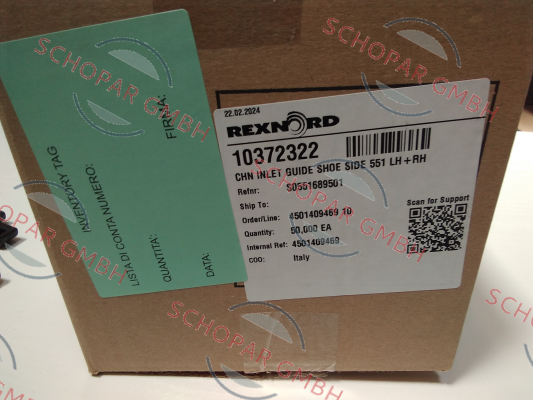 INVENTORY TAG
LISTA DI CONTA NUMERO:
QUANTITA':
DATA:
FIRMA:
22.02.2024
REXNORD
10372322
CHN INLET GUIDE SHOE SIDE 551 LH+RH
Refnr: S0551689501
Ship To:
Order/Line: 4501409469 10
Quantity: 50,000 EA
Internal Ref: 4501409469
COO: Italy
Scan for Support
SCHOPAR GMBH
SCHOPAR GMBH
SCHOPAR GMBH
SCHOPAR GMBH
SCHOPAR GMBH
SCHOPAR GMBH